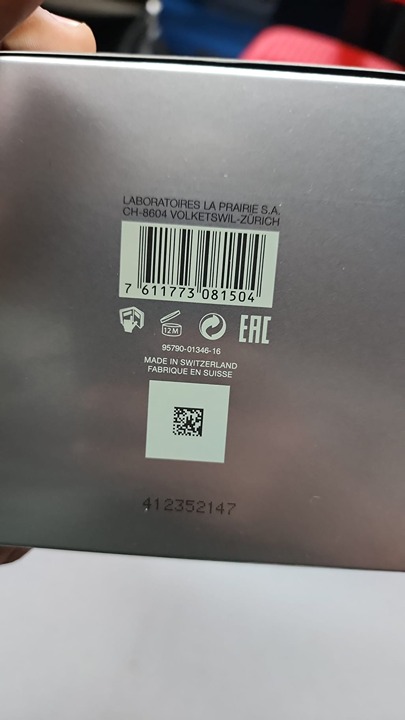 LABORATOIRES LA PRAIRIE S.A.
CH-8604 VOLKETSWIL-ZÜRICH
7 611773 081504
12M
EAC
95790-01346-16
MADE IN SWITZERLAND
FABRIQUE EN SUISSE
412352147